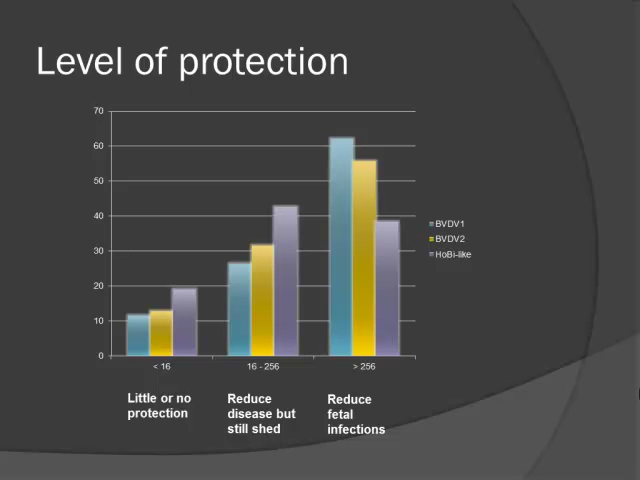 Level of protection
70
60
50
40
30
20
10
0
< 16
16 - 256
> 256
BVDV1
BVDV2
HoBi-like
Little or no
protection
Reduce
disease but
still shed
Reduce
fetal
infections